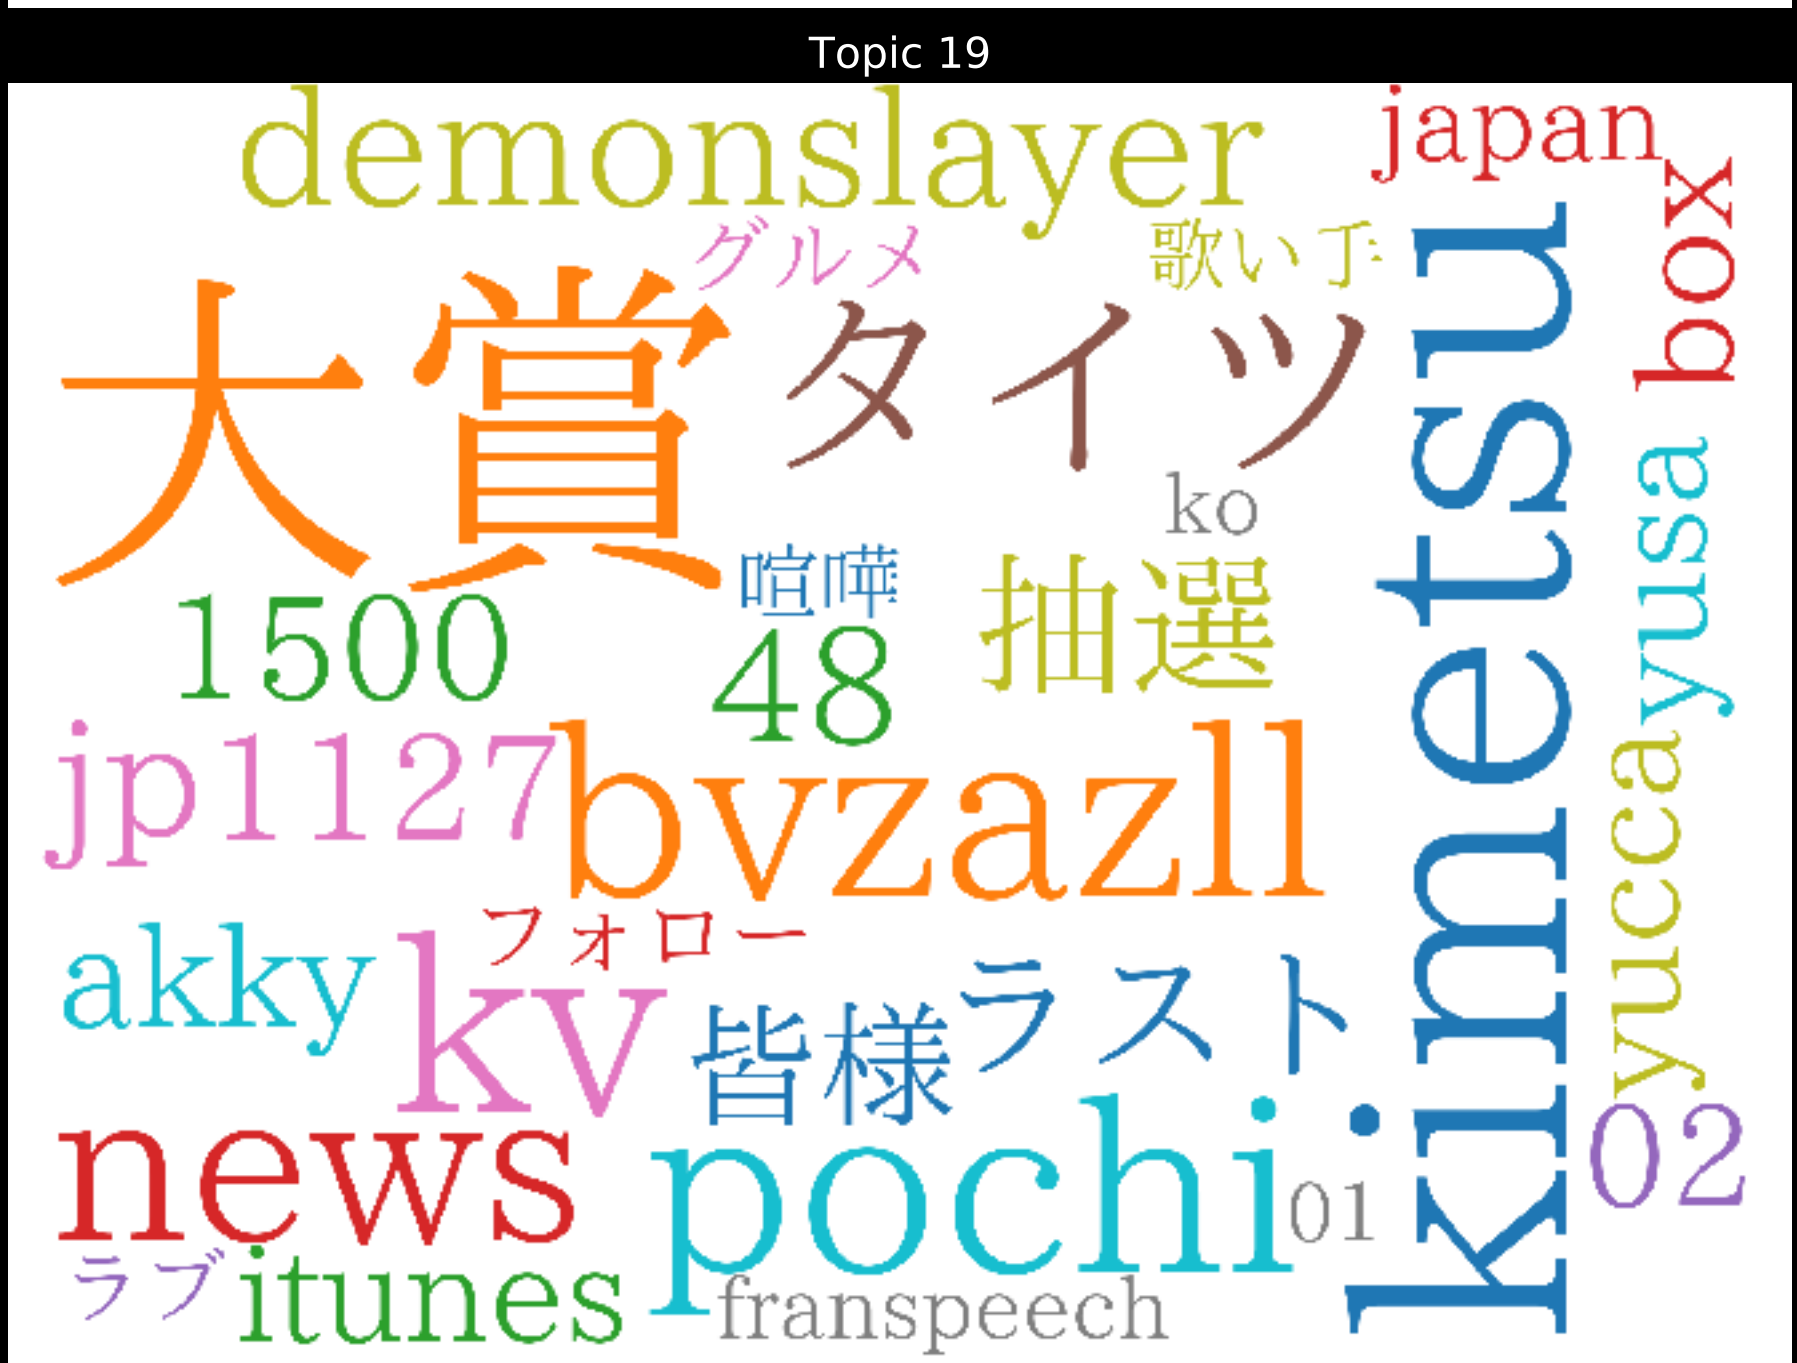 Topic 19
demonslayer
japan
box
グルメ
歌い手
大賞
タイツ
kimetsu
ko
yusa
喧嘩
抽選
1500
48
jp1127
bvzazll
yucca
フォロー
akky
kv
皆様
ラスト
news
pochi
01
02
ラブ
itunes
franspeech